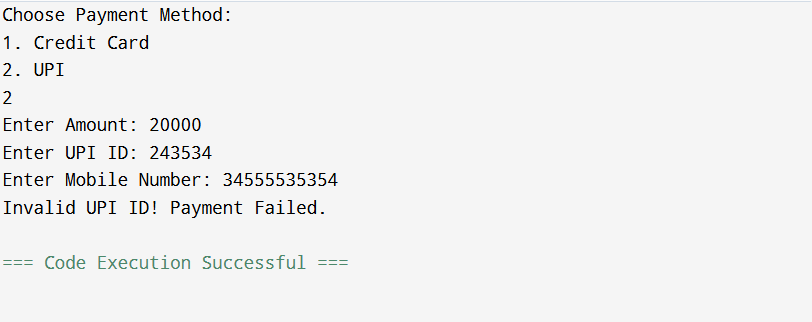 Choose Payment Method:
1. Credit Card
2. UPI
2
Enter Amount: 20000
Enter UPI ID: 243534
Enter Mobile Number: 34555535354
Invalid UPI ID! Payment Failed.
=== Code Execution Successful ===